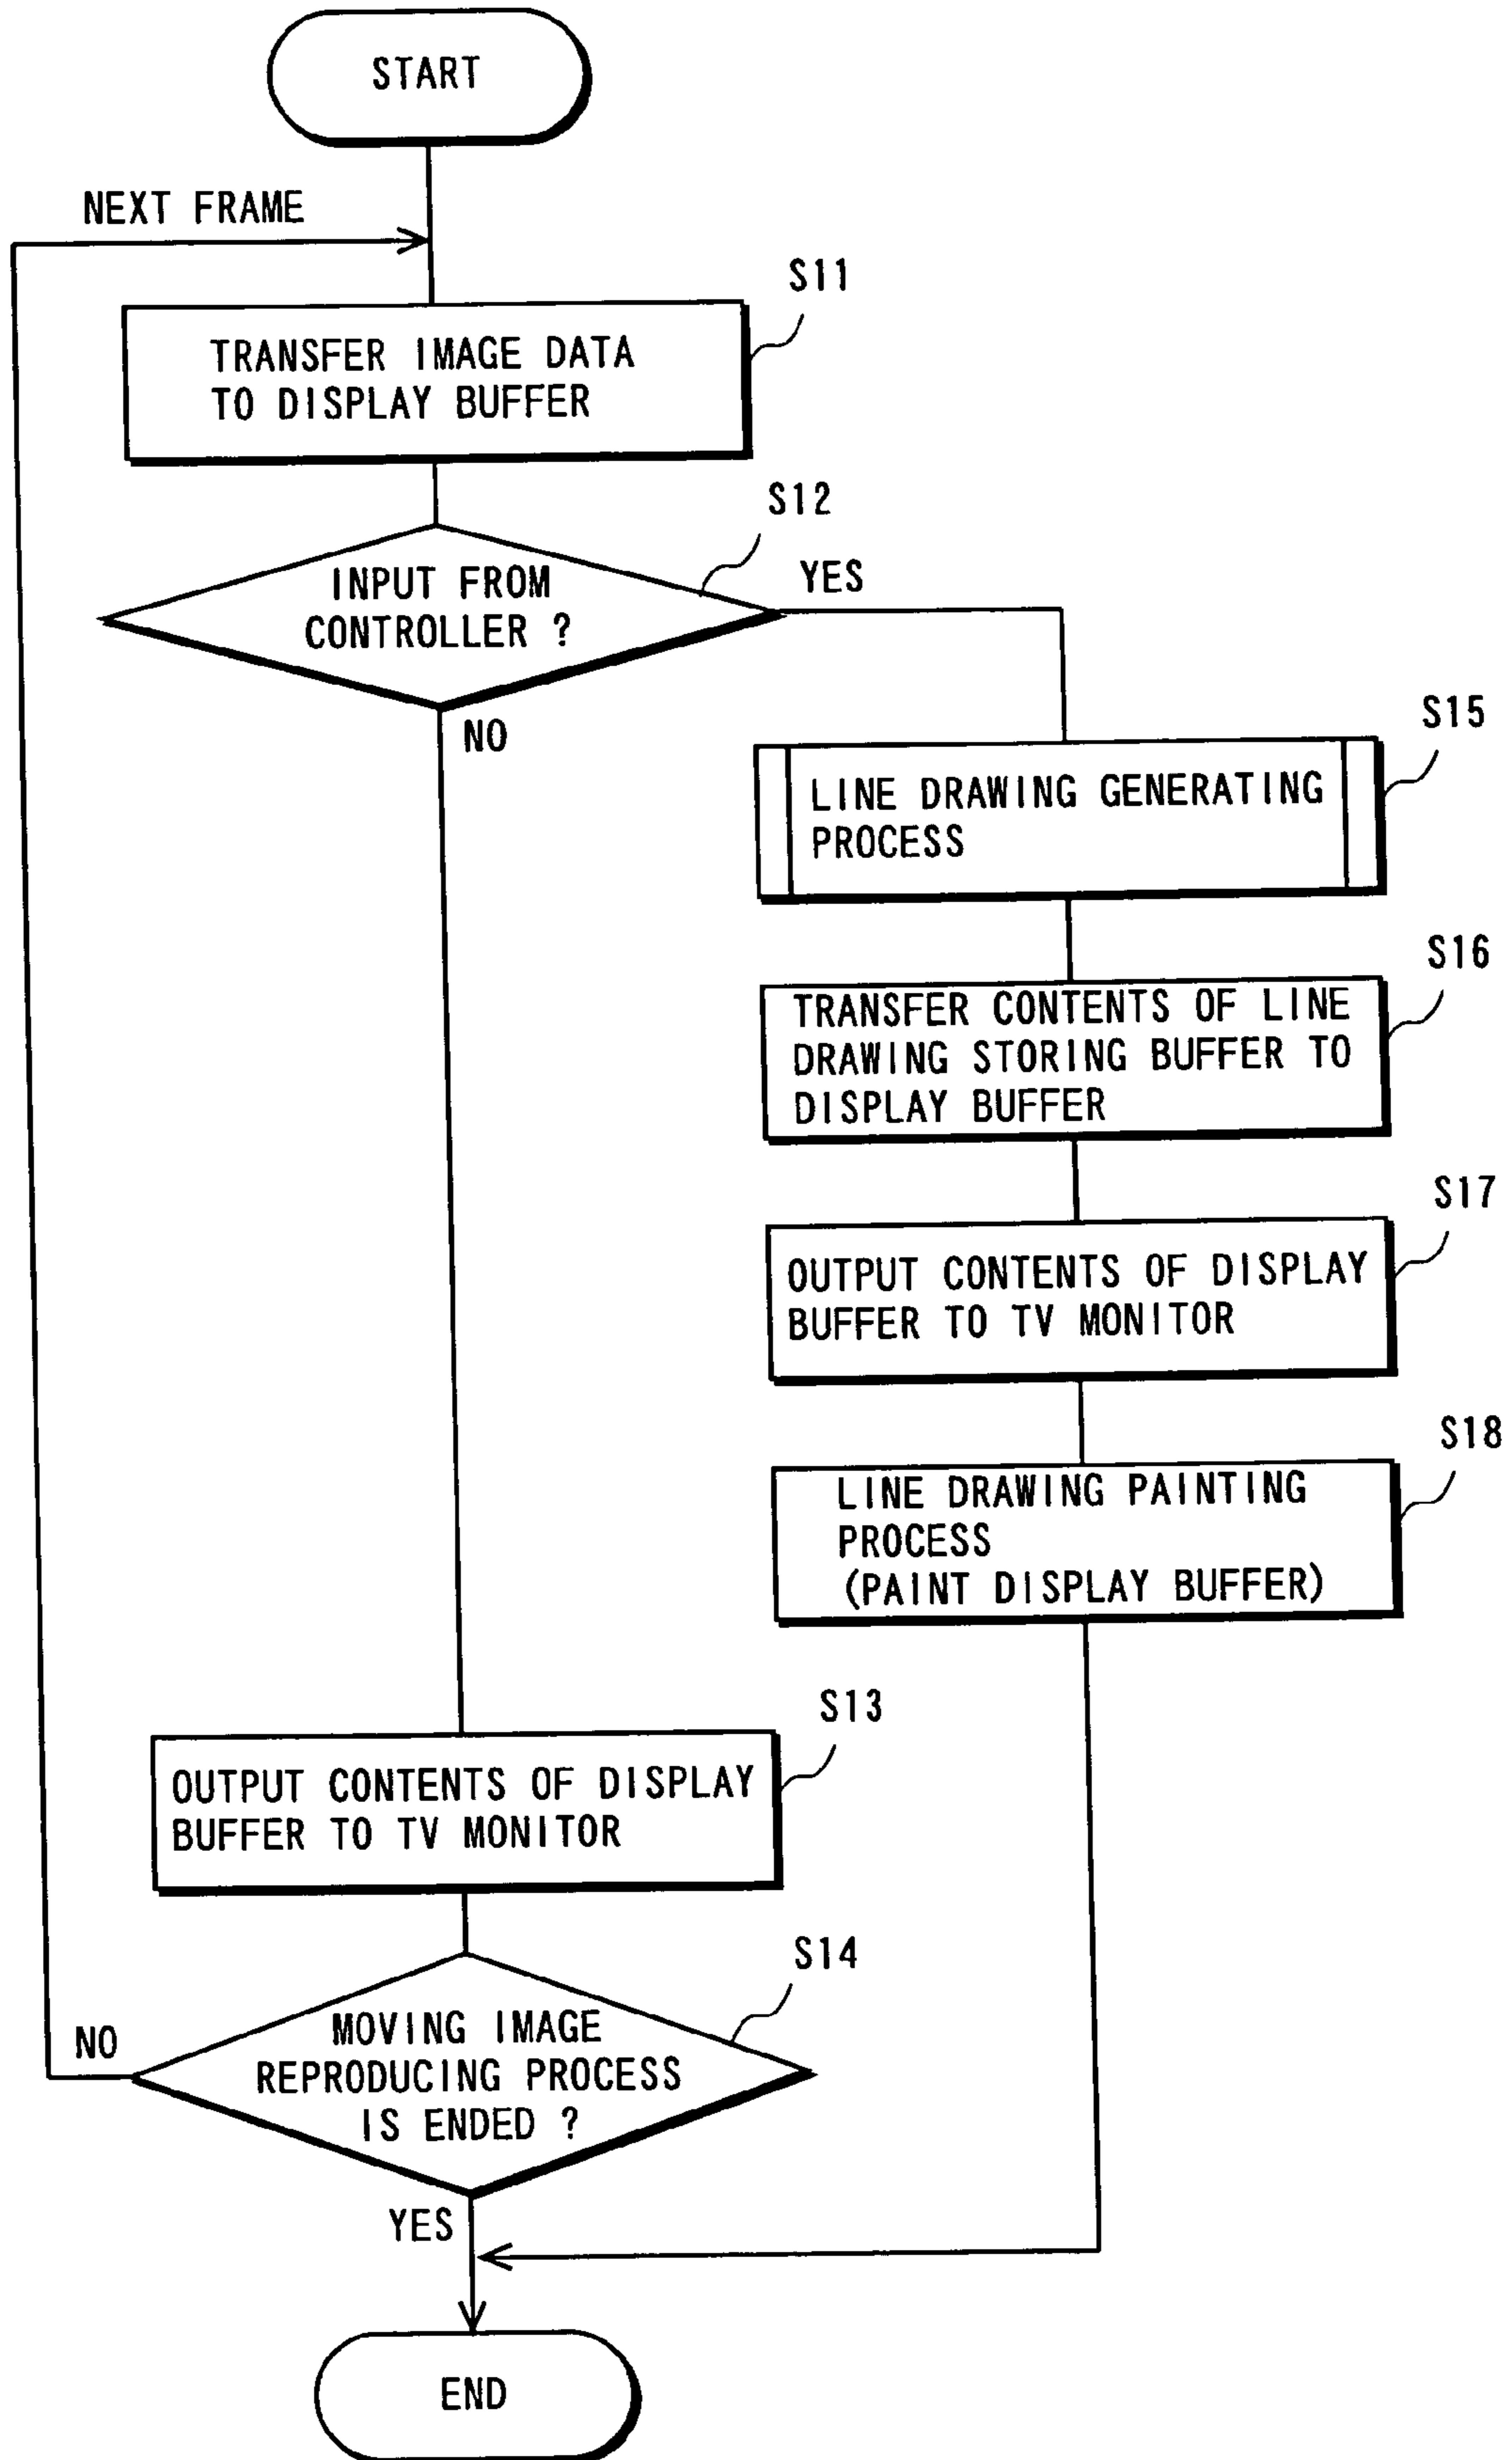 START
NEXT FRAME
S11
TRANSFER IMAGE DATA
TO DISPLAY BUFFER
S12
INPUT FROM
CONTROLLER ?
YES
NO
S15
LINE DRAWING GENERATING
PROCESS
S16
TRANSFER CONTENTS OF LINE
DRAWING STORING BUFFER TO
DISPLAY BUFFER
S17
OUTPUT CONTENTS OF DISPLAY
BUFFER TO TV MONITOR
S18
LINE DRAWING PAINTING
PROCESS
(PAINT DISPLAY BUFFER)
S13
OUTPUT CONTENTS OF DISPLAY
BUFFER TO TV MONITOR
S14
MOVING IMAGE
REPRODUCING PROCESS
IS ENDED ?
NO
YES
END